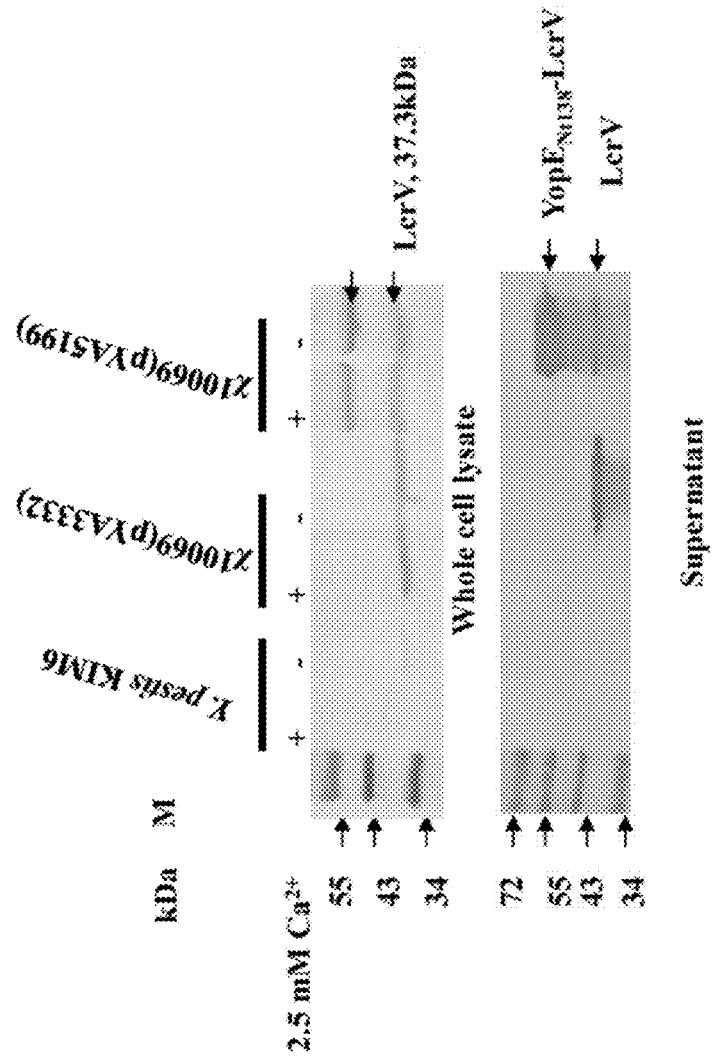 Y. pestis KIM6
χ10069(pYA3332)
χ10069(pYA5199)
kDa M
2.5 mM Ca²⁺ + - + - + -
55
43
34
LcrV, 37.3kDa
Whole cell lysate
72
55
43
34
YopE_Nt138-LcrV
LcrV
Supernatant